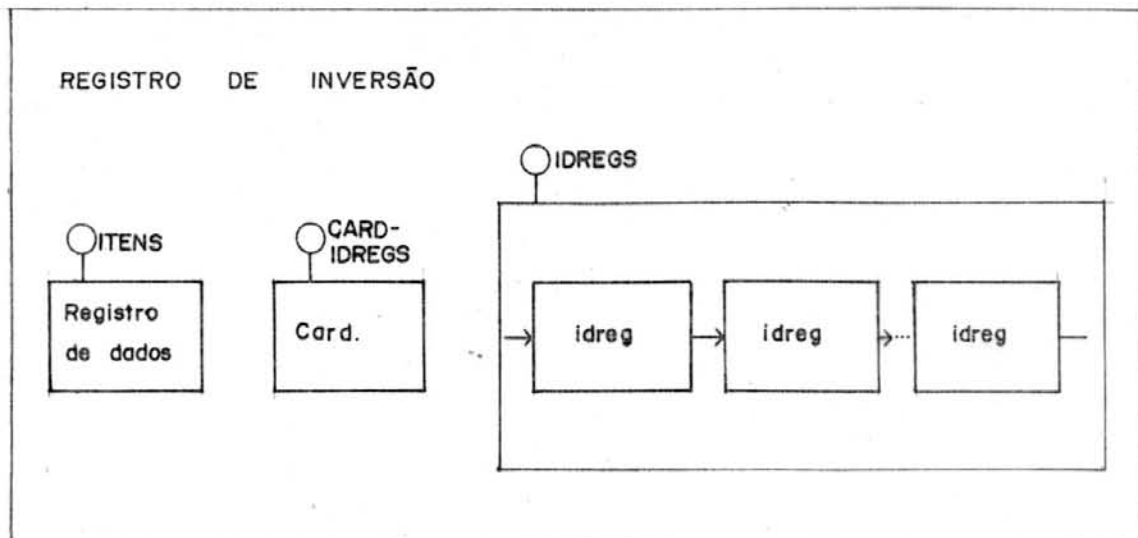 REGISTRO DE INVERSÃO
IDREGS
ITENS
CARD-
IDREGS
Registro
de dados
Card.
idreg
idreg
idreg